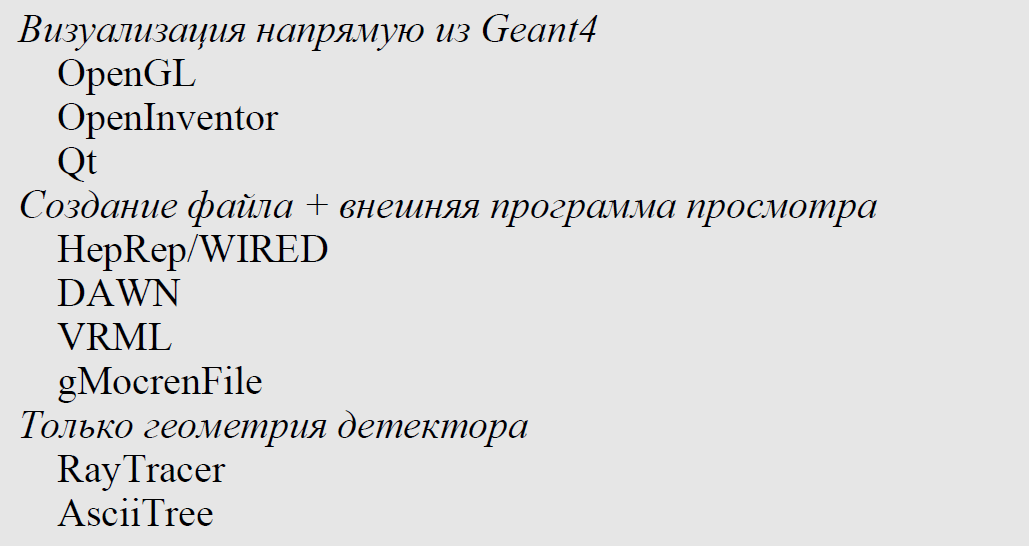 Визуализация напрямую из Geant4
OpenGL
OpenInventor
Qt
Создание файла + внешняя программа просмотра
HepRep/WIRED
DAWN
VRML
gMocrenFile
Только геометрия детектора
RayTracer
AsciiTree